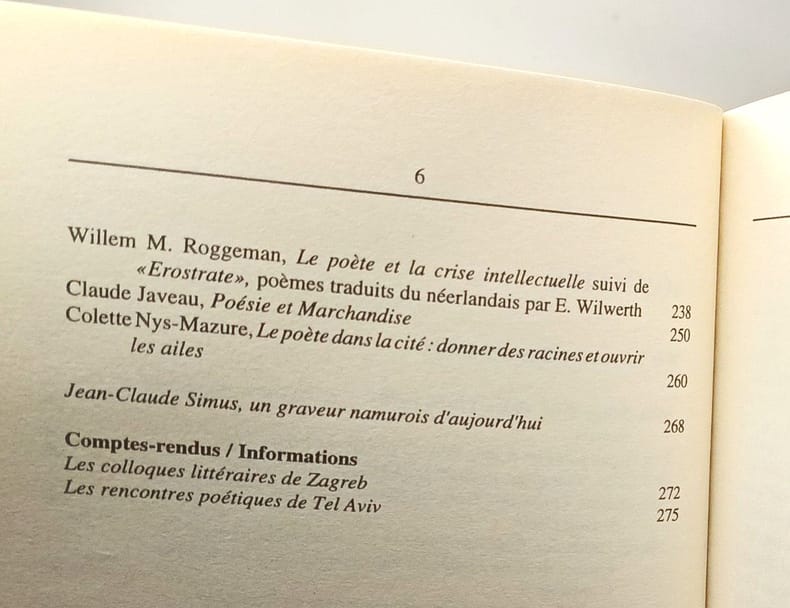 6
Willem M. Roggeman, Le poète et la crise intellectuelle suivi de
«Erostrate», poèmes traduits du néerlandais par E. Wilwerth 238
Claude Javeau, Poésie et Marchandise 250
Colette Nys-Mazure, Le poète dans la cité : donner des racines et ouvrir
les ailes 260
Jean-Claude Simus, un graveur namurois d'aujourd'hui 268
Comptes-rendus / Informations
Les colloques littéraires de Zagreb 272
Les rencontres poétiques de Tel Aviv 275